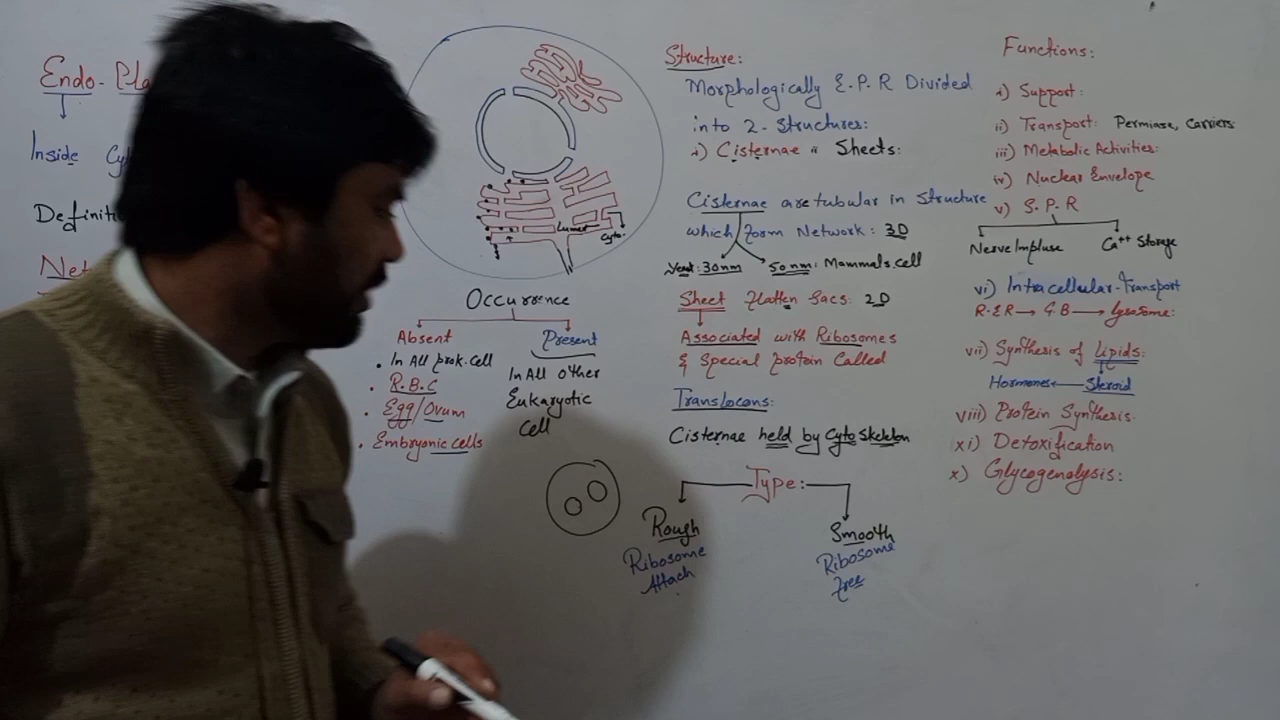 Endo - Pla
Inside Cy
Definiti
Net
Lumen
Cyto.
Occurrence
Absent
Present
. In All prok. cell
. R.B.C
. Egg/Ovum
. Embryonic cells
In All Other
Eukaryotic
Cell
Structure:
Morphologically E.P.R Divided
into 2 - Structures:
i) Cisternae ii Sheets:
Cisternae are tubular in Structure
which form Network: 3D
Yeast: 30nm 50nm: Mammals.cell
Sheet Flatten Sacs: 2D
Associated with Ribosomes
& Special protein Called
Translocons:
Cisternae held by Cyto Skeleton
Type:
Rough
Ribosome
Attach
Smooth
Ribosome
free
Functions:
i) Support:
ii) Transport: Permiase, Carriers
iii) Metabolic Activities:
iv) Nuclear Envelope
v) S.P.R
Nerve Impluse
Ca++ Storage
vi) Intracellular-Transport
R.E.R → G.B → lysosome:
vii) Synthesis of Lipids:
Hormones ← Steroid
viii) Protein Synthesis
xi) Detoxification
x) Glycogenolysis: